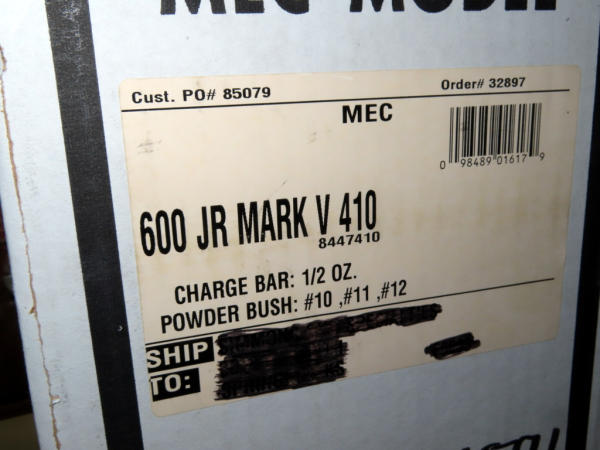 MEC MODEL
Cust. PO# 85079
Order# 32897
MEC
0 98489 01617 9
600 JR MARK V 410
8447410
CHARGE BAR: 1/2 OZ.
POWDER BUSH: #10 ,#11 ,#12
SHIP
TO: